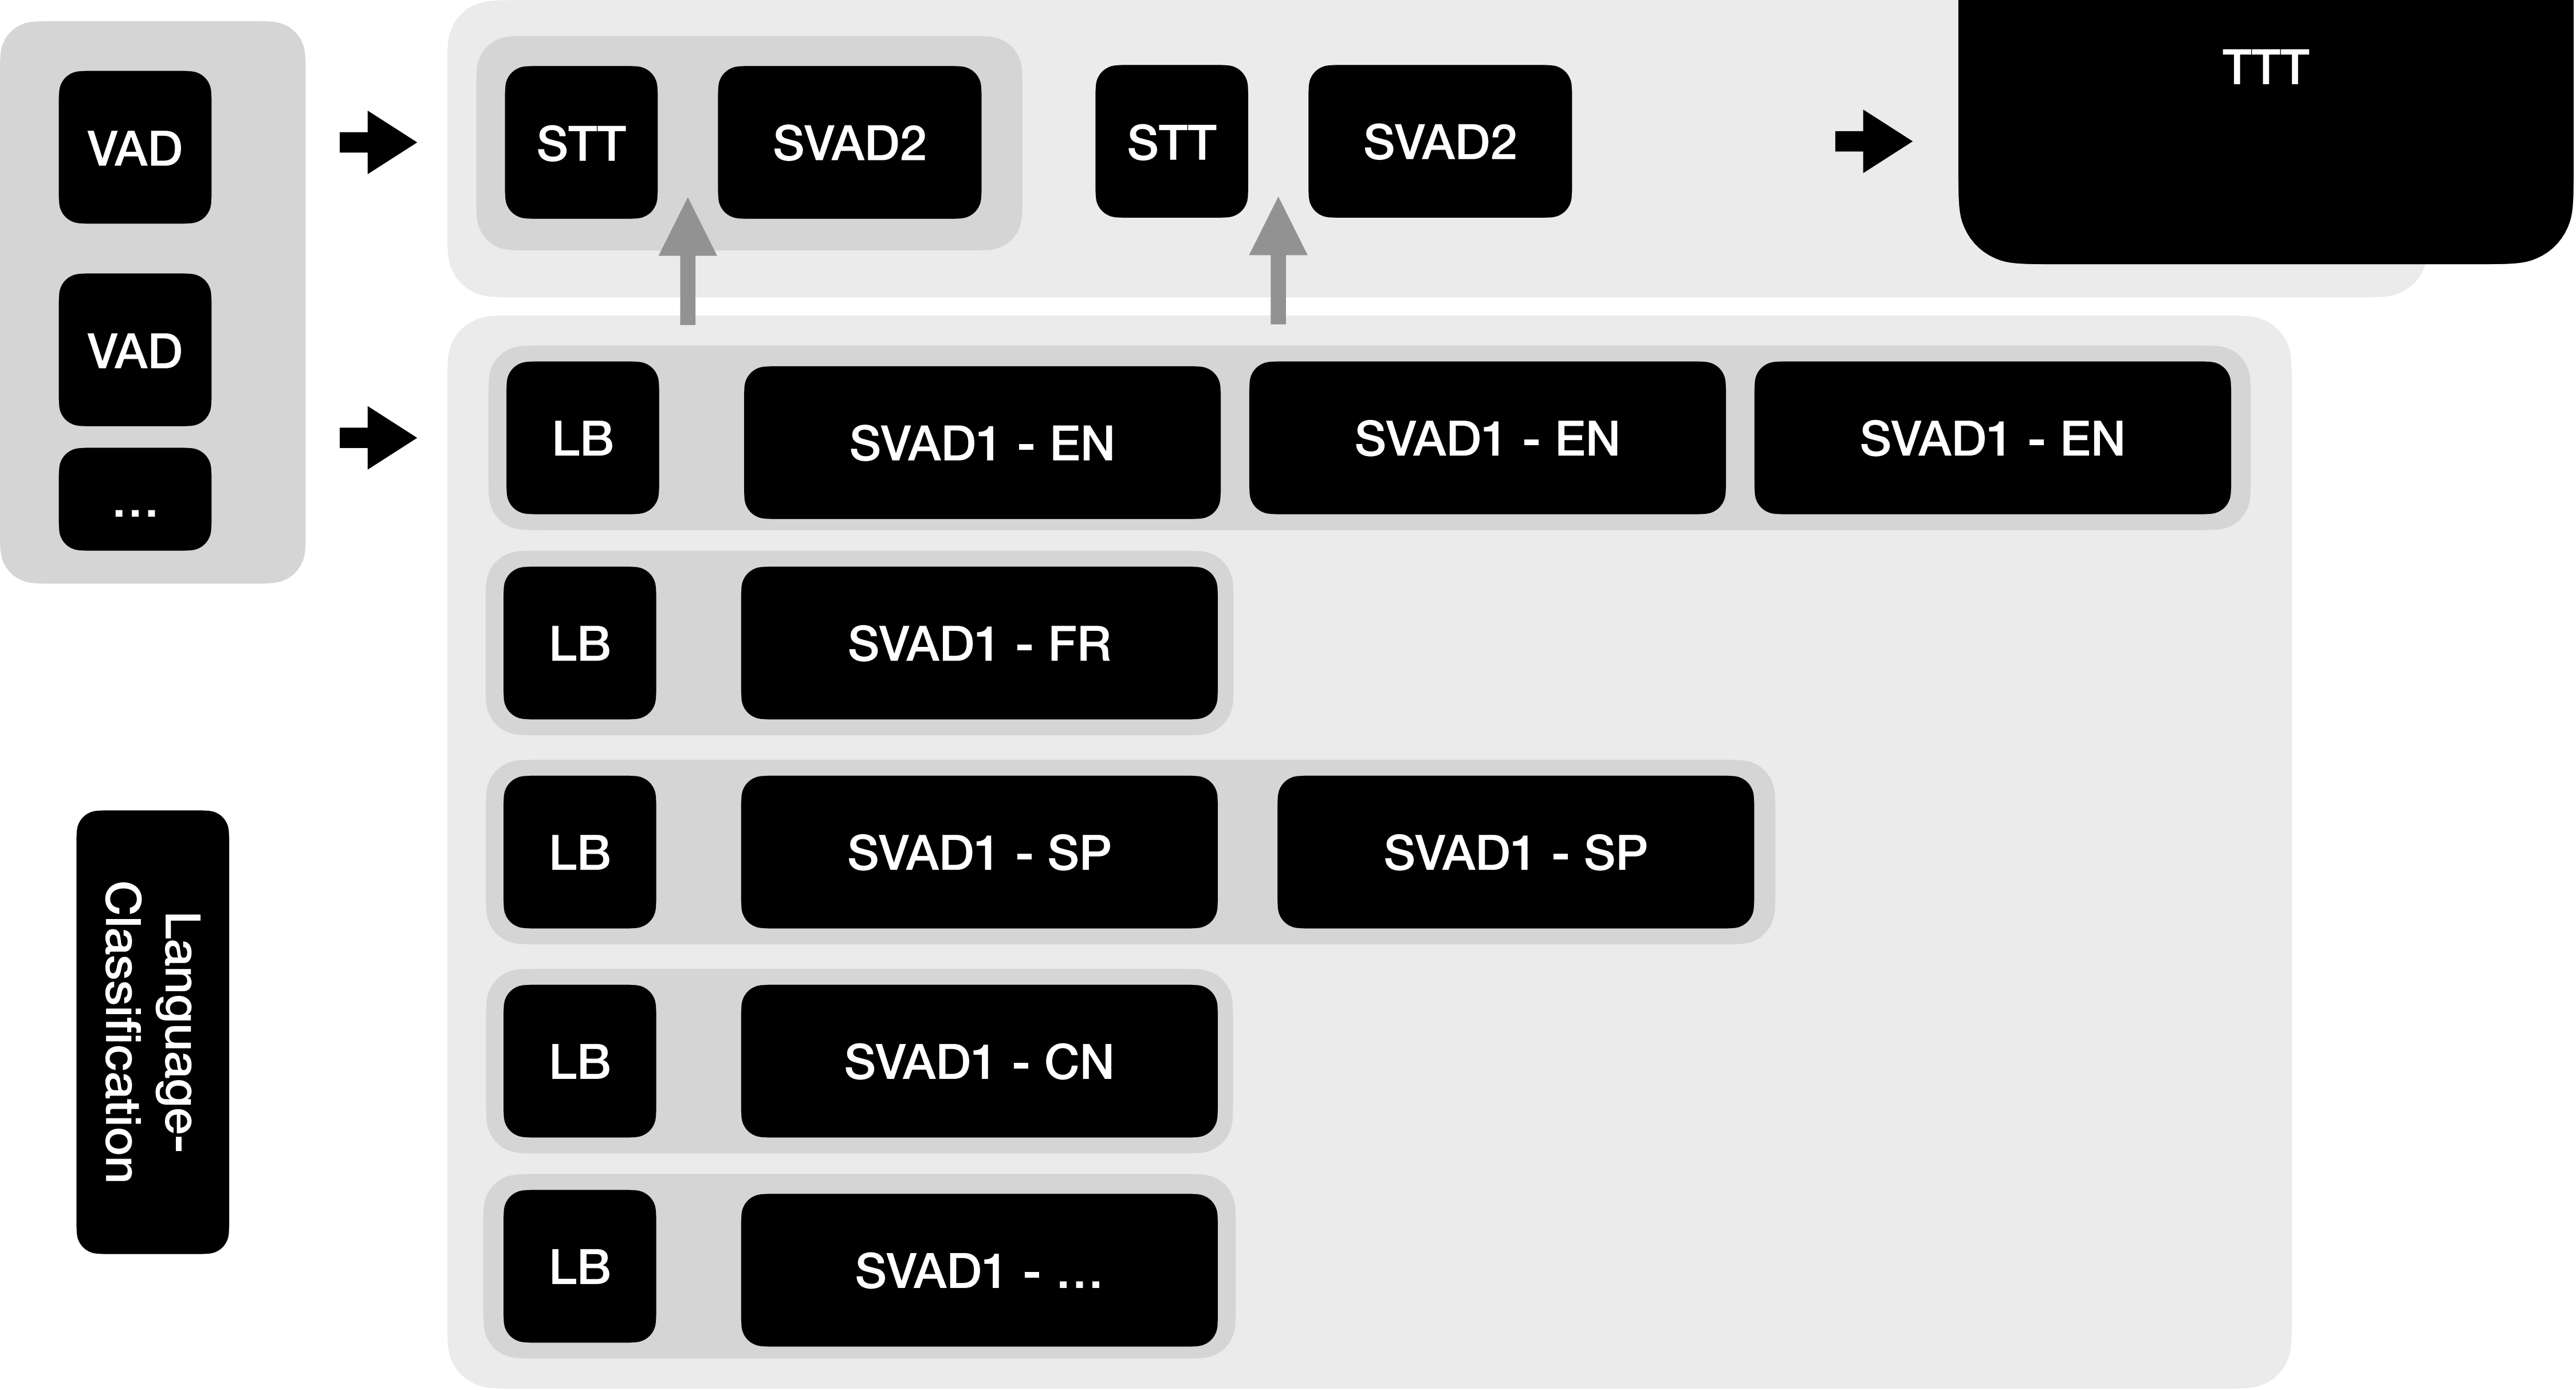 VAD
VAD
...
STT
SVAD2
STT
SVAD2
TTT
LB
SVAD1 - EN
SVAD1 - EN
SVAD1 - EN
LB
SVAD1 - FR
LB
SVAD1 - SP
SVAD1 - SP
LB
SVAD1 - CN
LB
SVAD1 - ...
Language-
Classification